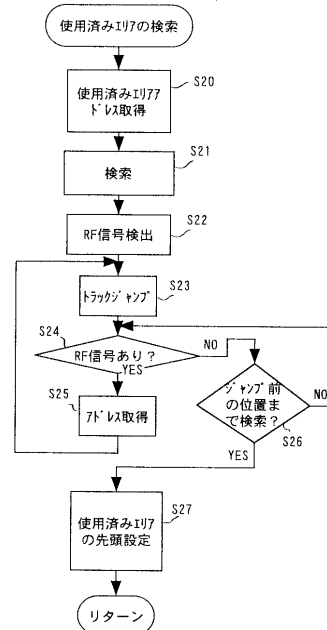 使用済みエリアの検索
S20
使用済みエリアア
ﾄﾞﾚｽ取得
S21
検索
S22
RF信号検出
S23
ﾄﾗｯｸｼﾞｬﾝﾌﾟ
S24
RF信号あり？
NO
YES
S25
ｱﾄﾞﾚｽ取得
ｼﾞｬﾝﾌﾟ前
の位置ま
で検索？
NO
S26
YES
S27
使用済みエリア
の先頭設定
リターン